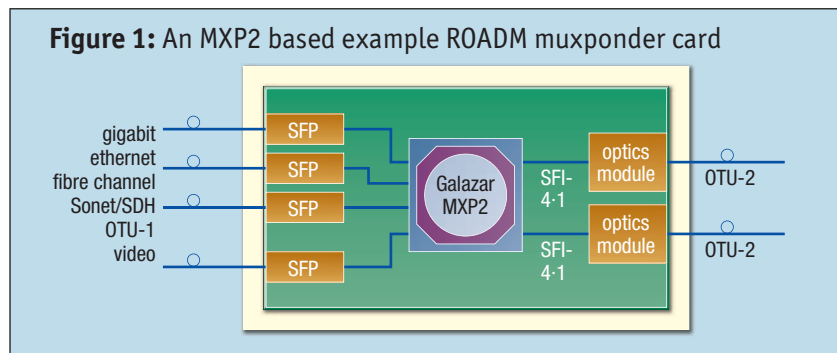 Figure 1: An MXP2 based example ROADM muxponder card
gigabit
ethernet
fibre channel
Sonet/SDH
OTU-1
video
SFP
SFP
SFP
SFP
Galazar
MXP2
SFI-
4·1
SFI-
4·1
optics
module
optics
module
OTU-2
OTU-2